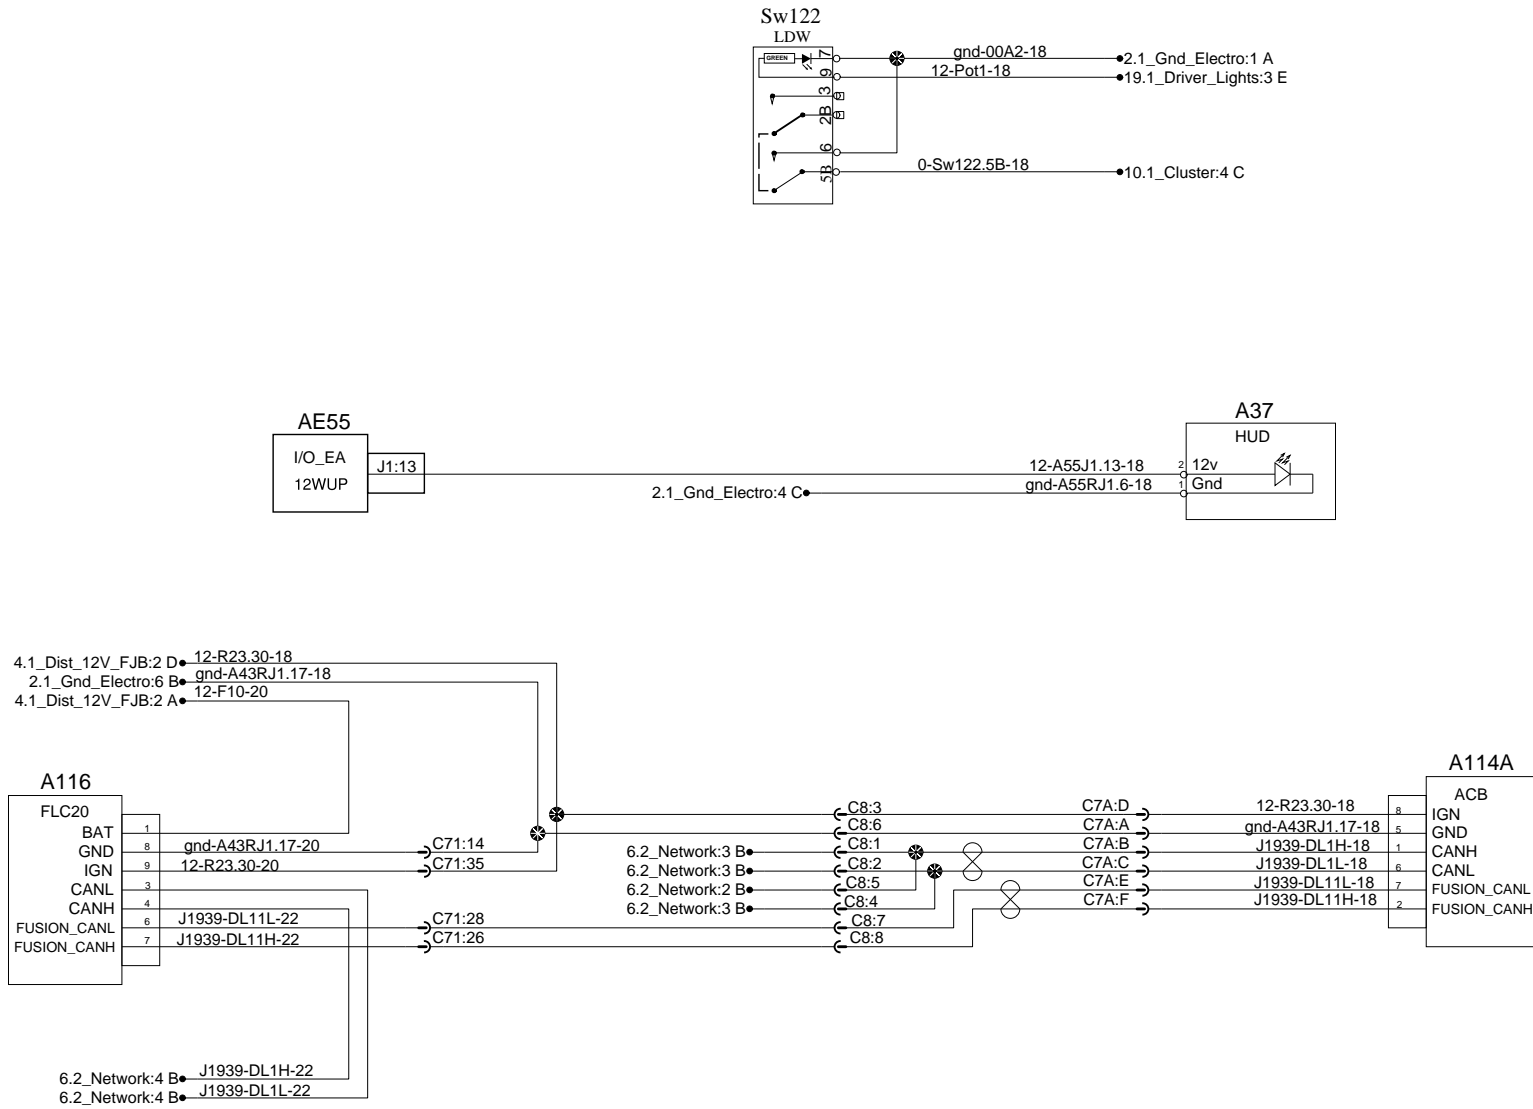 Sw122
LDW
GREEN
7
9
3
2B
6
5B
gnd-00A2-18
2.1_Gnd_Electro:1 A
12-Pot1-18
19.1_Driver_Lights:3 E
0-Sw122.5B-18
10.1_Cluster:4 C
AE55
I/O_EA
12WUP
J1:13
A37
HUD
12-A55J1.13-18
2
12v
2.1_Gnd_Electro:4 C
gnd-A55RJ1.6-18
1
Gnd
4.1_Dist_12V_FJB:2 D
12-R23.30-18
2.1_Gnd_Electro:6 B
gnd-A43RJ1.17-18
4.1_Dist_12V_FJB:2 A
12-F10-20
A116
FLC20
BAT
1
GND
8
gnd-A43RJ1.17-20
C71:14
IGN
9
12-R23.30-20
C71:35
CANL
3
CANH
4
FUSION_CANL
6
J1939-DL11L-22
C71:28
FUSION_CANH
7
J1939-DL11H-22
C71:26
6.2_Network:3 B
6.2_Network:3 B
6.2_Network:2 B
6.2_Network:3 B
C8:3
C8:6
C8:1
C8:2
C8:5
C8:4
C8:7
C8:8
C7A:D
C7A:A
C7A:B
C7A:C
C7A:E
C7A:F
A114A
ACB
12-R23.30-18
8
IGN
gnd-A43RJ1.17-18
5
GND
J1939-DL1H-18
1
CANH
J1939-DL1L-18
6
CANL
J1939-DL11L-18
7
FUSION_CANL
J1939-DL11H-18
2
FUSION_CANH
6.2_Network:4 B
J1939-DL1H-22
6.2_Network:4 B
J1939-DL1L-22